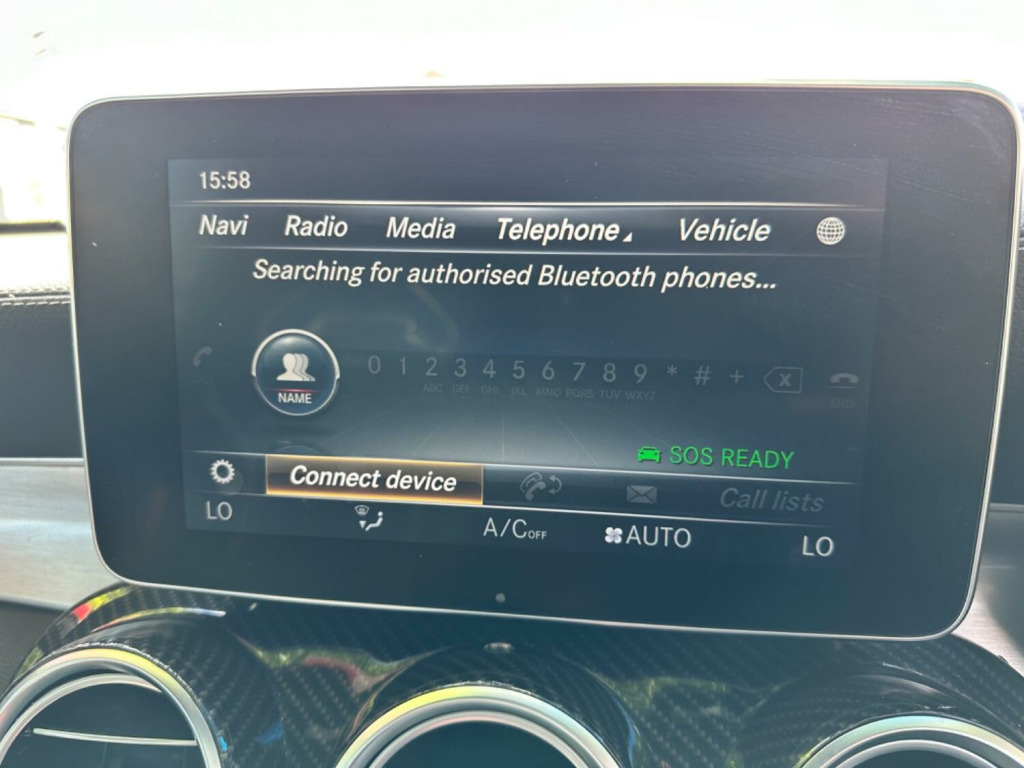 15:58
Navi Radio Media Telephone Vehicle
Searching for authorised Bluetooth phones...
0 1 2 3 4 5 6 7 8 9 * # + X
ABC DEF GHI JKL MNO PQRS TUV WXYZ
NAME
END
SOS READY
Connect device Call lists
LO A/C OFF AUTO LO